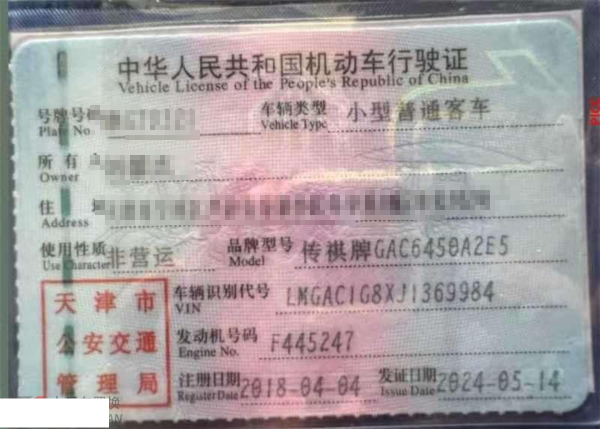 中华人民共和国机动车行驶证
Vehicle License of the People's Republic of China
号牌号码
Plate No.
车辆类型 小型普通客车
Vehicle Type
所有
Owner
住
Address
使用性质 非营运
Use Character
品牌型号 传祺牌GAC6450A2E5
Model
车辆识别代号 LMGAC1G8XJ1369984
VIN
发动机号码 F445247
Engine No.
注册日期 2018-04-04
Register Date
发证日期 2024-05-14
Issue Date
天津市
公安交通
管理局